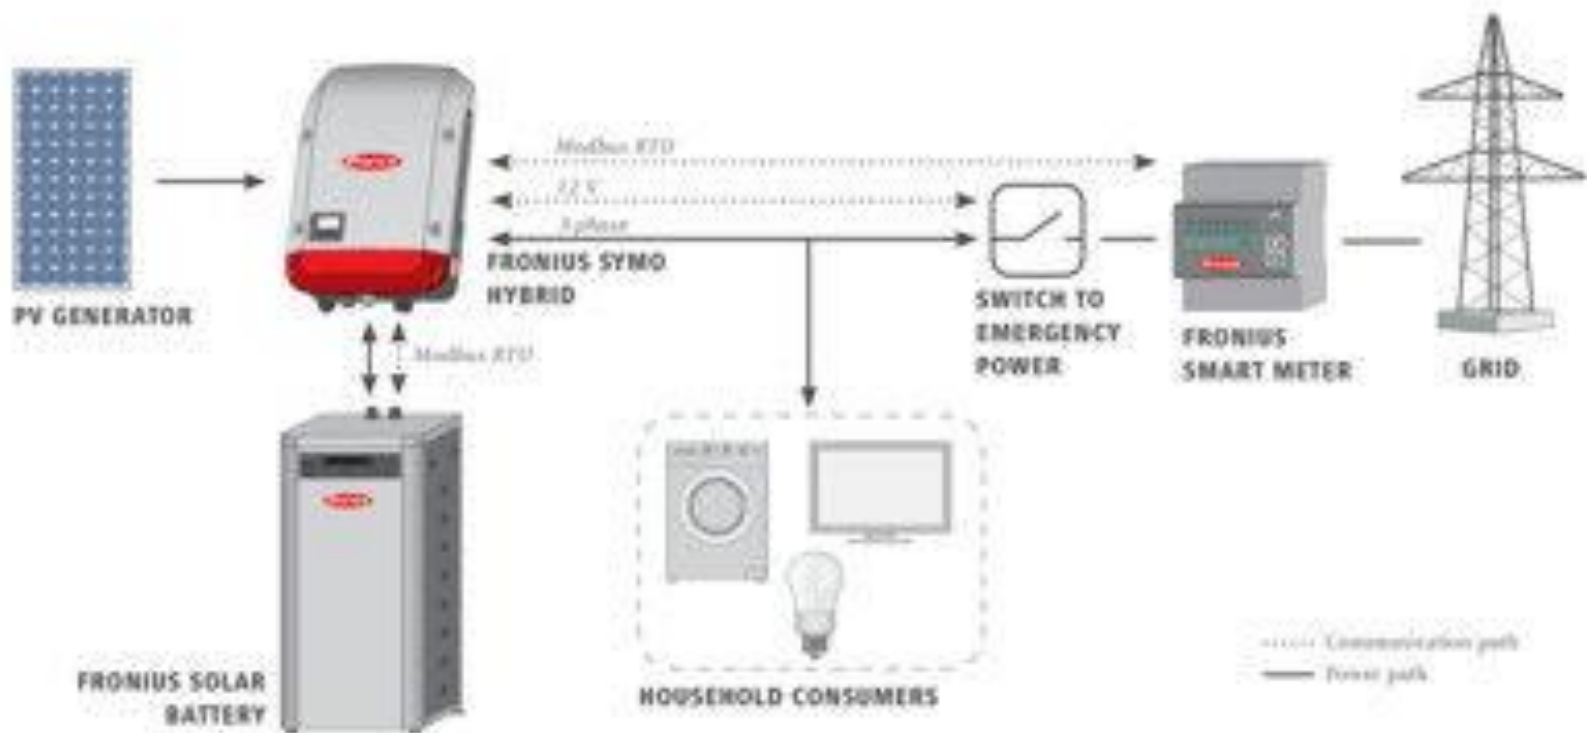 Modbus RTU
12 V
3 phase
FRONIUS SYMO
HYBRID
PV GENERATOR
SWITCH TO
EMERGENCY
POWER
FRONIUS
SMART METER
GRID
Modbus RTU
FRONIUS SOLAR
BATTERY
HOUSEHOLD CONSUMERS
Communication path
Power path